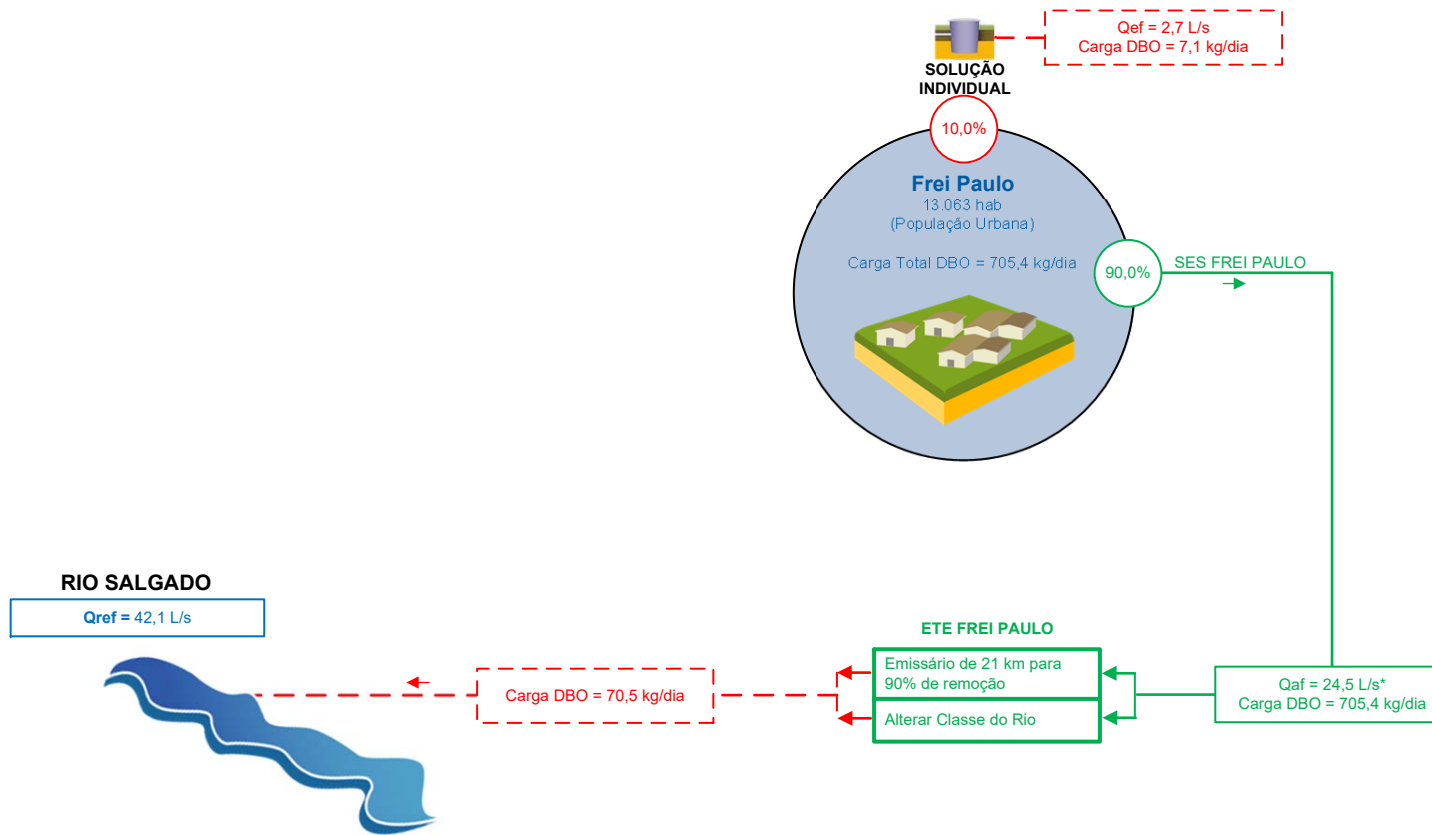 Qef = 2,7 L/s
Carga DBO = 7,1 kg/dia
SOLUÇÃO
INDIVIDUAL
10,0%
Frei Paulo
13.063 hab
(População Urbana)
Carga Total DBO = 705,4 kg/dia
90,0%
SES FREI PAULO
RIO SALGADO
Qref = 42,1 L/s
ETE FREI PAULO
Emissário de 21 km para
90% de remoção
Alterar Classe do Rio
Carga DBO = 70,5 kg/dia
Qaf = 24,5 L/s*
Carga DBO = 705,4 kg/dia